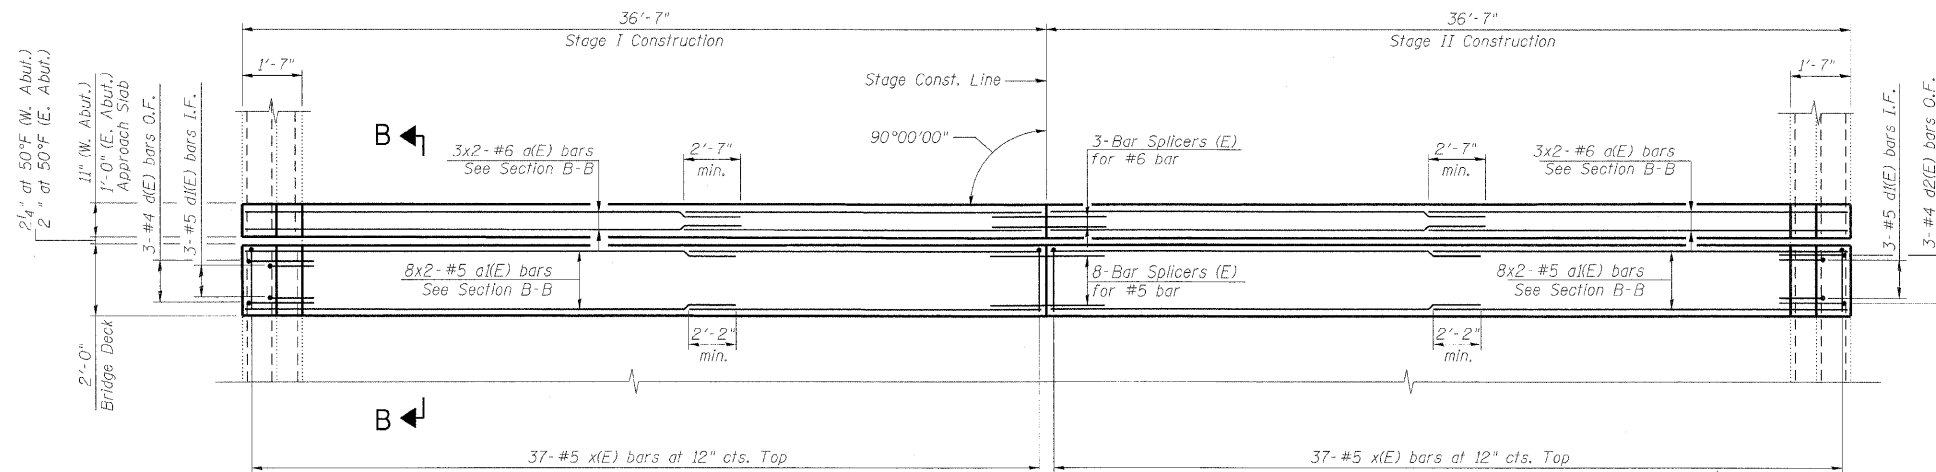 36'-7"
Stage I Construction
36'-7"
Stage II Construction
1'-7"
Stage Const. Line
1'-7"
2 1/4" at 50°F (W. Abut.)
2" at 50°F (E. Abut.)
11" (W. Abut.)
1'-0" (E. Abut.)
Approach Slab
3-#4 d(E) bars O.F.
3-#5 d1(E) bars I.F.
B
3x2-#6 a(E) bars
See Section B-B
2'-7"
min.
90°00'00"
3-Bar Splicers (E)
for #6 bar
2'-7"
min.
3x2-#6 a(E) bars
See Section B-B
3-#5 d1(E) bars I.F.
3-#4 d2(E) bars O.F.
8x2-#5 a1(E) bars
See Section B-B
8-Bar Splicers (E)
for #5 bar
8x2-#5 a1(E) bars
See Section B-B
2'-2"
min.
2'-2"
min.
2'-0"
Bridge Deck
B
37-#5 x(E) bars at 12" cts. Top
37-#5 x(E) bars at 12" cts. Top